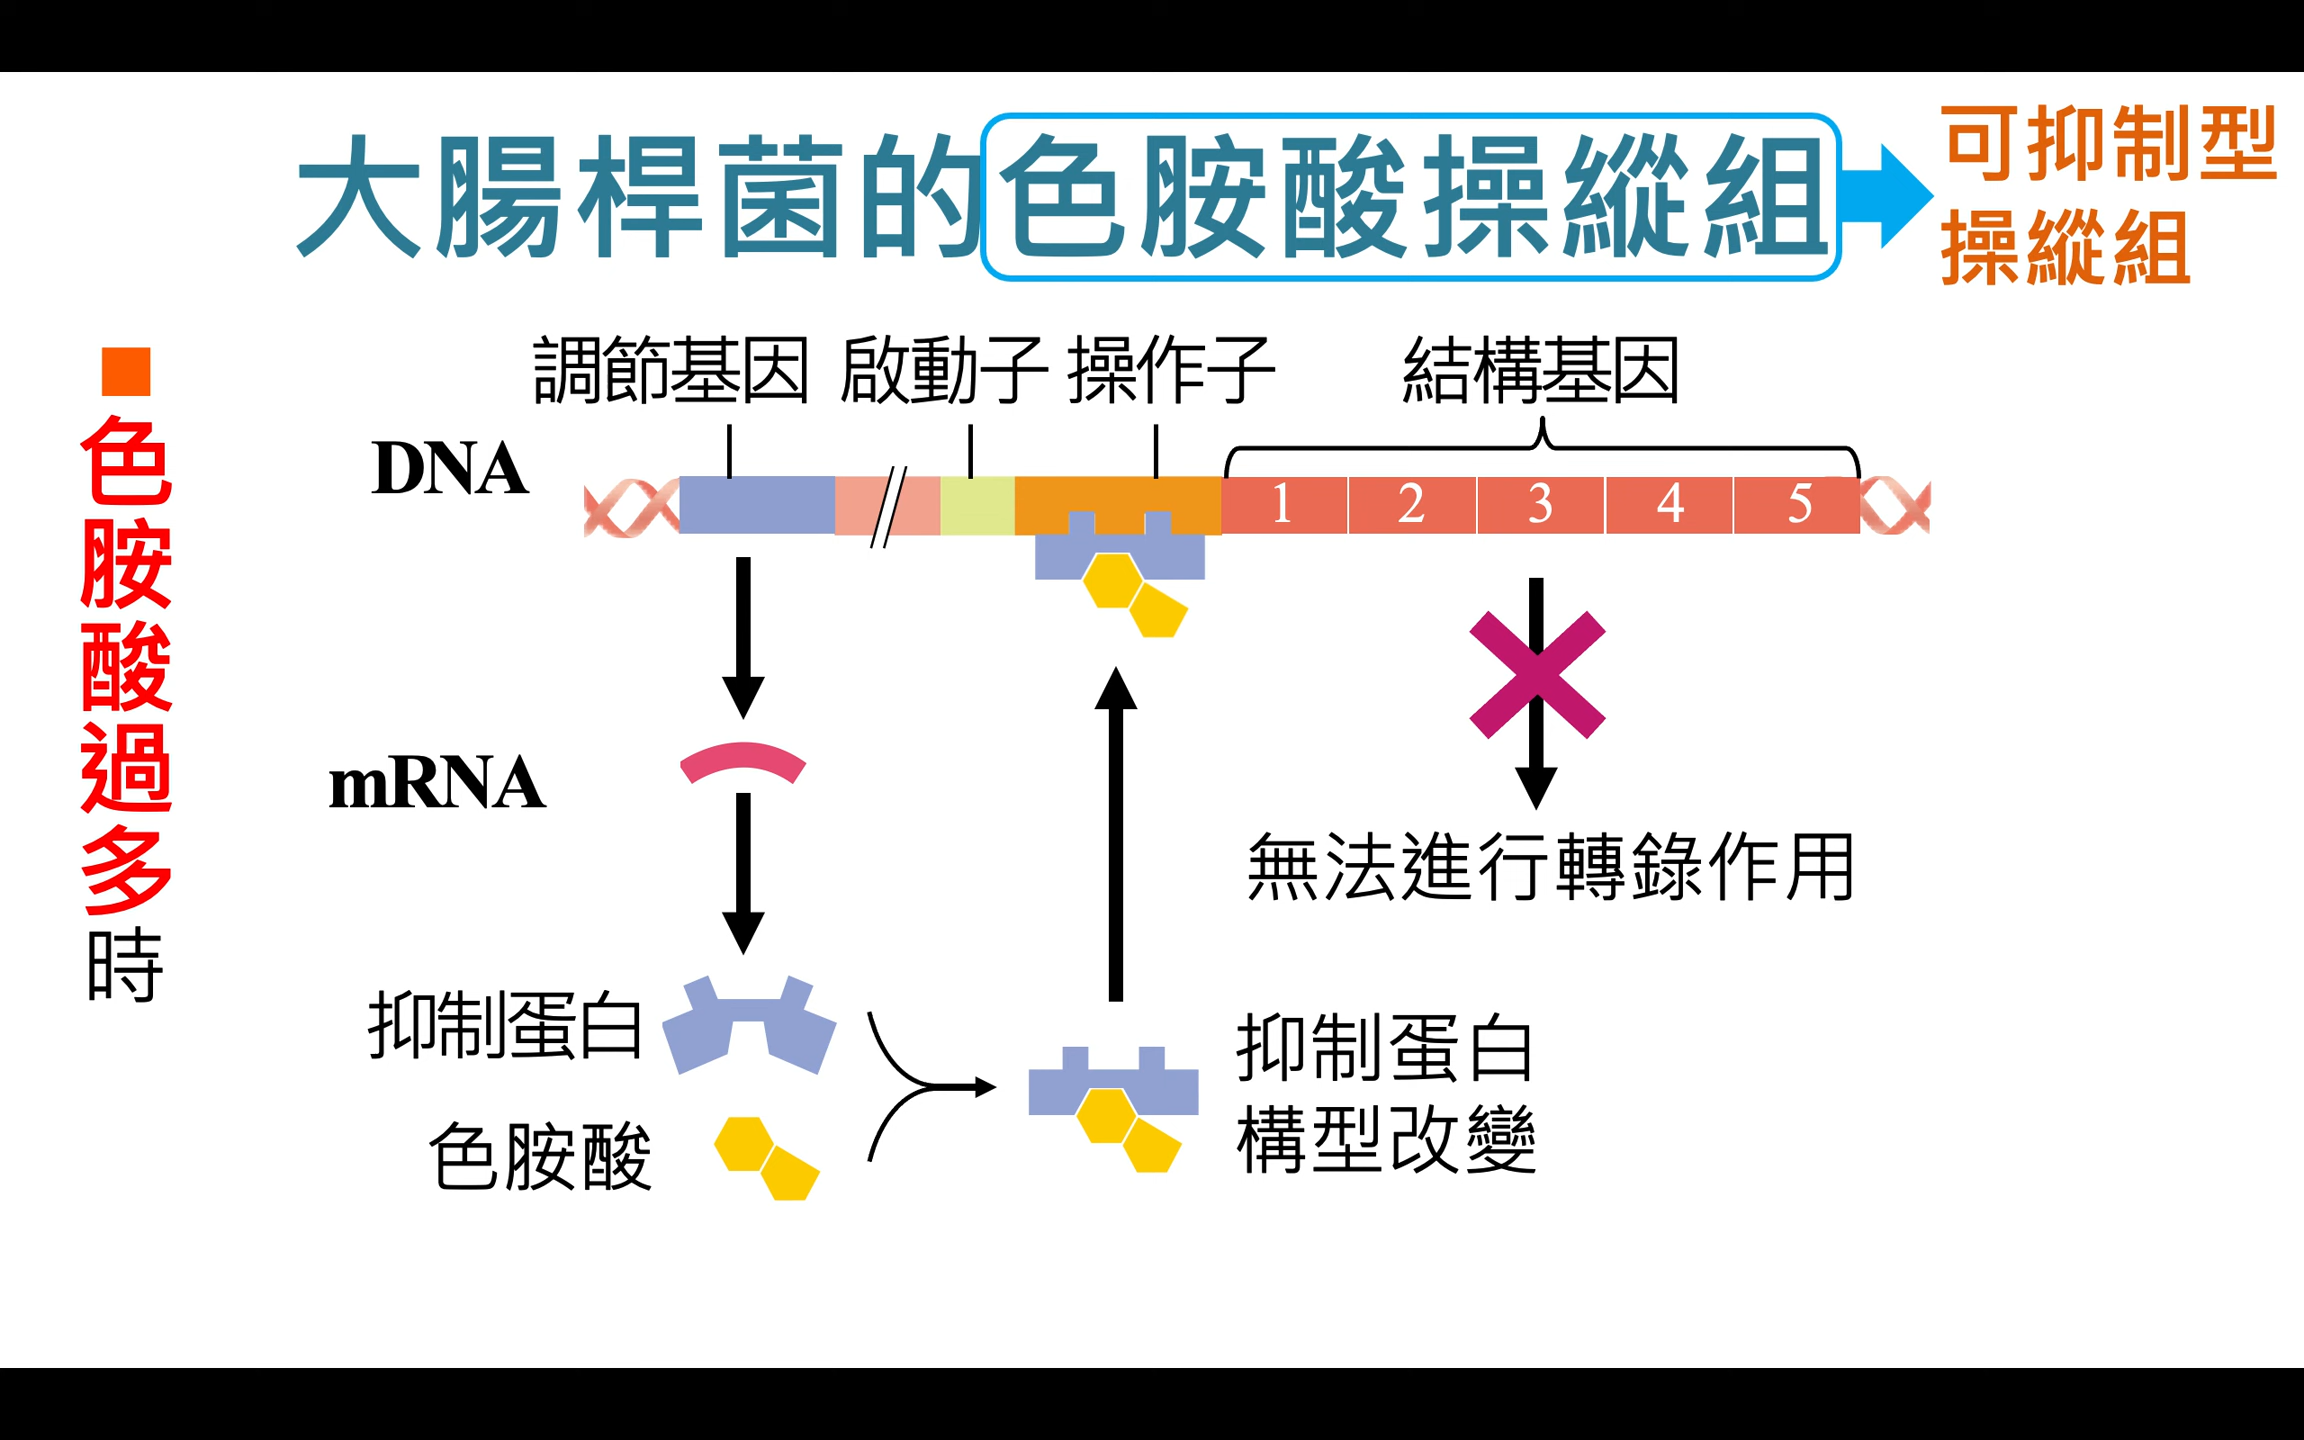 大腸桿菌的色胺酸操縱組
可抑制型
操縱組
■色胺酸過多時
調節基因 啟動子 操作子 結構基因
DNA
1 2 3 4 5
mRNA
無法進行轉錄作用
抑制蛋白
色胺酸
抑制蛋白
構型改變